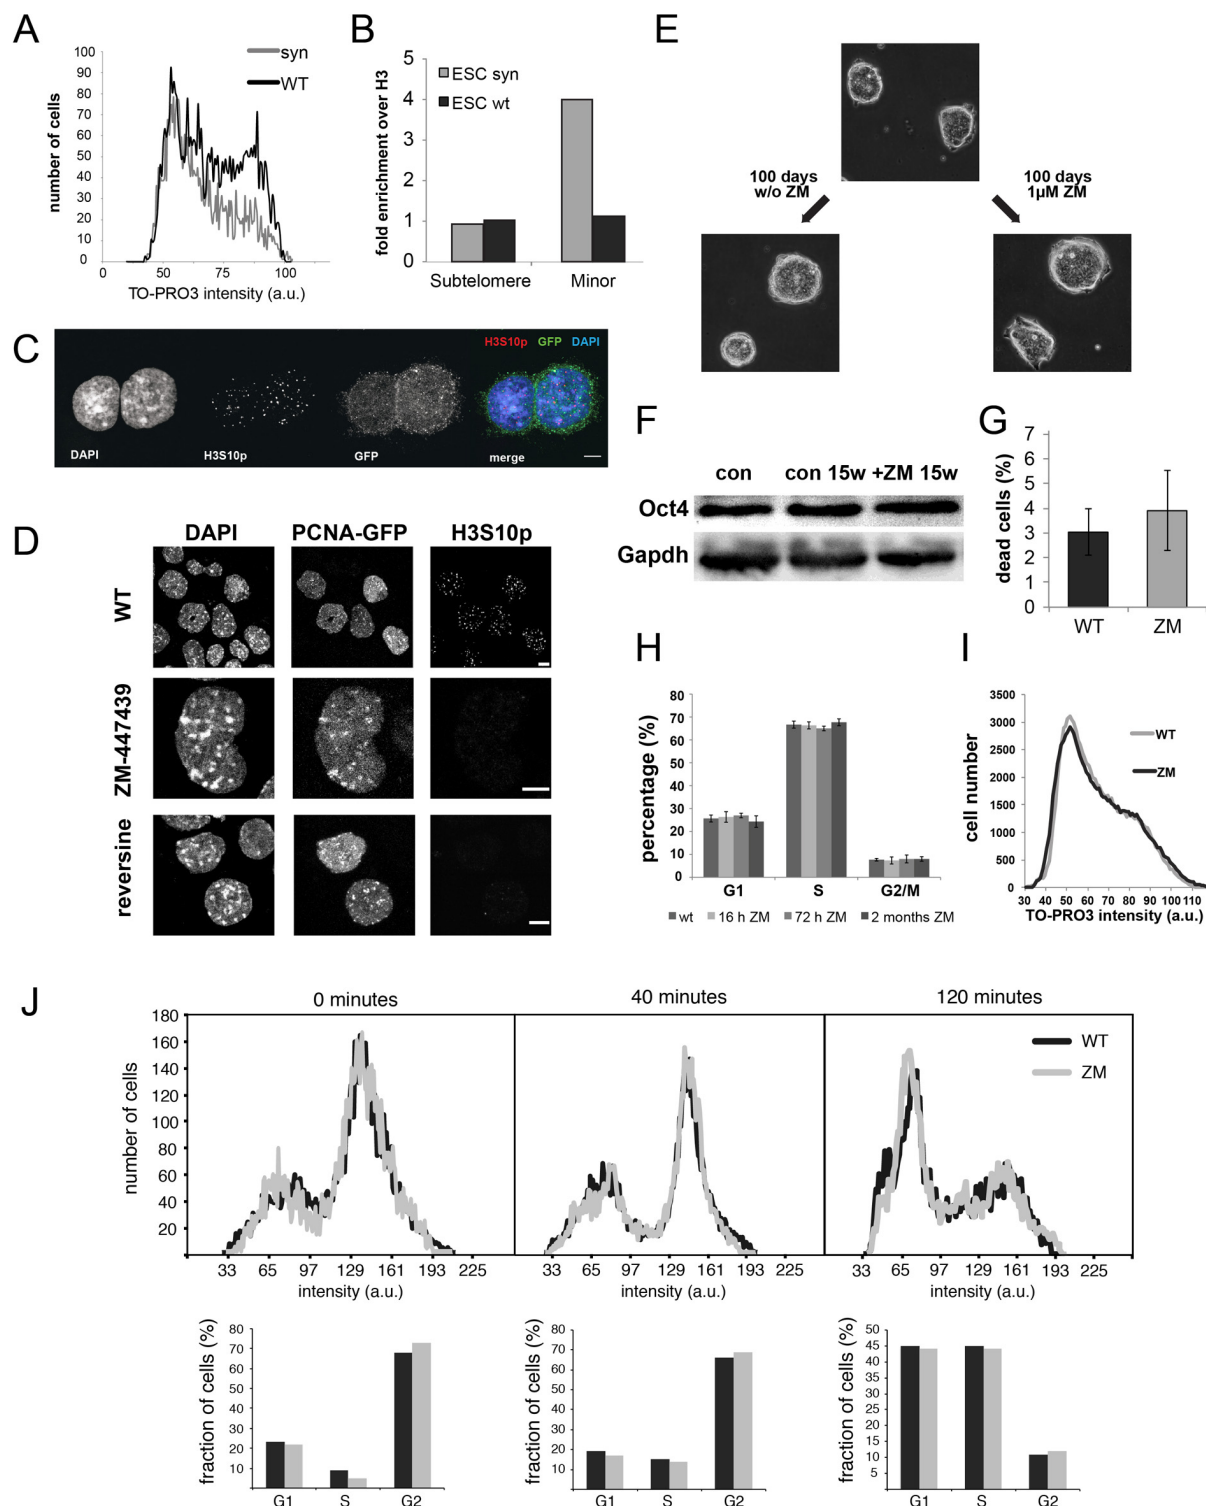 A
syn
WT
number of cells
100
90
80
70
60
50
40
30
20
10
0
0 50 75 100
TO-PRO3 intensity (a.u.)
B
ESC syn
ESC wt
fold enrichment over H3
5
4
3
2
1
0
Subtelomere Minor
C
H3S10p GFP DAPI
DAPI H3S10p GFP merge
D
DAPI PCNA-GFP H3S10p
WT
ZM-447439
reversine
E
100 days
w/o ZM
100 days
1µM ZM
F
con con 15w +ZM 15w
Oct4
Gapdh
G
dead cells (%)
7
6
5
4
3
2
1
0
WT ZM
H
percentage (%)
80
70
60
50
40
30
20
10
0
G1 S G2/M
wt 16 h ZM 72 h ZM 2 months ZM
I
cell number
3500
3000
2500
2000
1500
1000
500
0
WT
ZM
30 40 50 60 70 80 90 100 110
TO-PRO3 intensity (a.u.)
J
0 minutes 40 minutes 120 minutes
number of cells
180
160
140
120
100
80
60
40
20
WT
ZM
33 65 97 129 161 193 225
33 65 97 129 161 193 225
33 65 97 129 161 193 225
intensity (a.u.) intensity (a.u.) intensity (a.u.)
fraction of cells (%)
80
70
60
50
40
30
20
10
G1 S G2
fraction of cells (%)
80
70
60
50
40
30
20
10
G1 S G2
fraction of cells (%)
50
45
40
35
30
25
20
15
10
5
G1 S G2